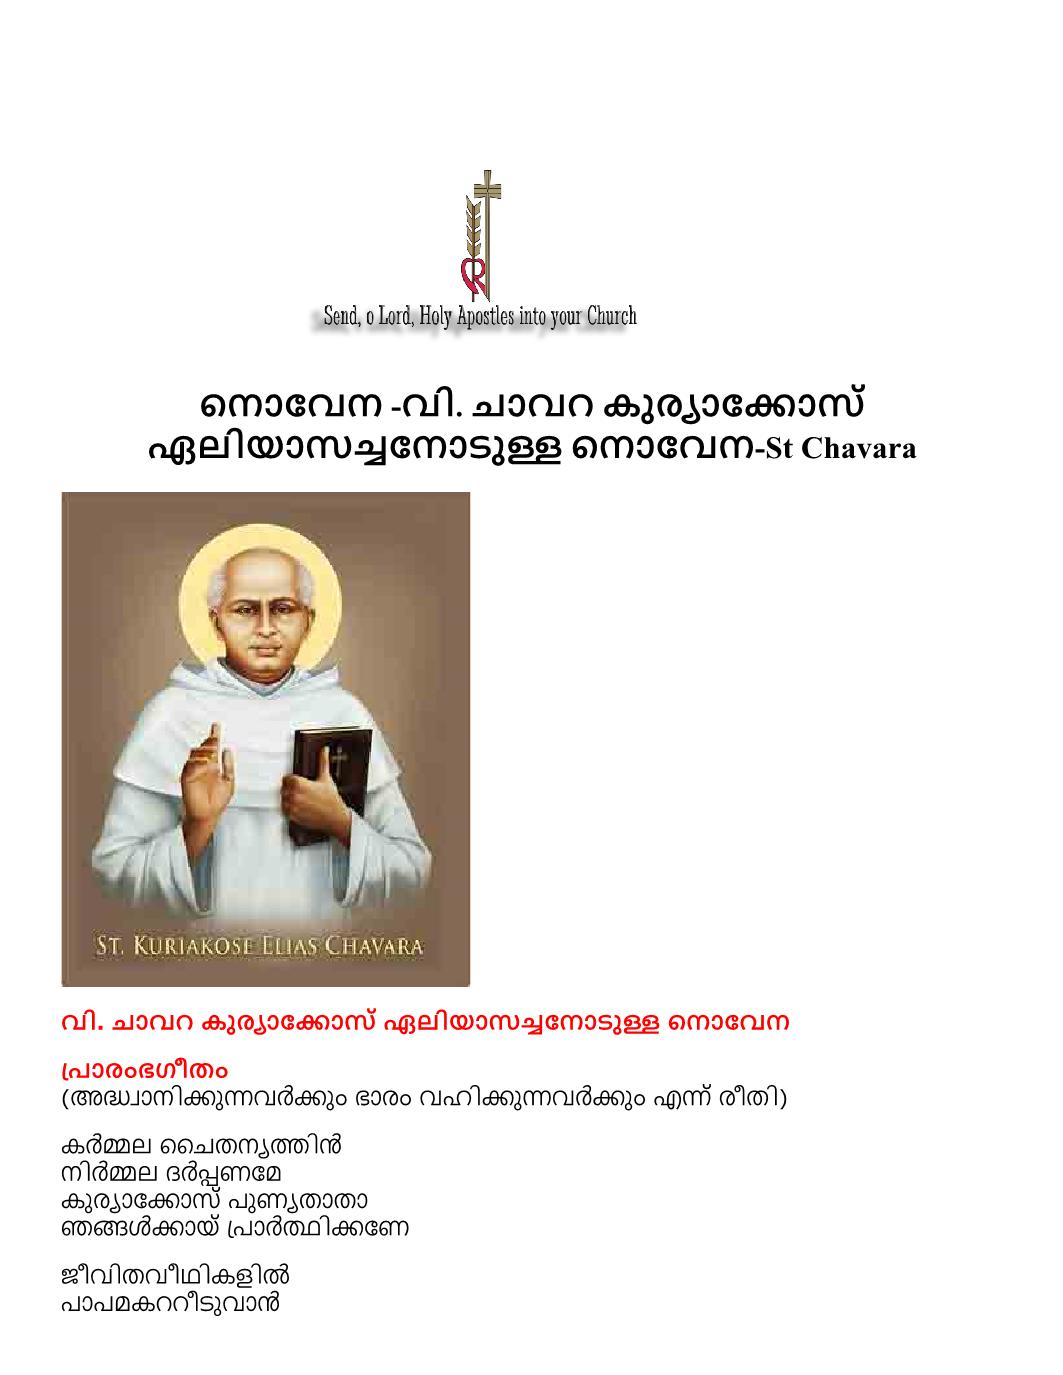 Send, o Lord, Holy Apostles into your Church
നൊവേന -വി. ചാവറ കുര്യാക്കോസ്
ഏലിയാസച്ചനോടുള്ള നൊവേന-St Chavara
ST. KURIAKOSE ELIAS CHAVARA
വി. ചാവറ കുര്യാക്കോസ് ഏലിയാസച്ചനോടുള്ള നൊവേന
പ്രാരംഭഗീതം
(അദ്ധ്വാനിക്കുന്നവർക്കും ഭാരം വഹിക്കുന്നവർക്കും എന്ന് രീതി)
കർമ്മല ചൈതന്യത്തിൻ
നിർമ്മല ദർപ്പണമേ
കുര്യാക്കോസ് പുണ്യതാതാ
ഞങ്ങൾക്കായ് പ്രാർത്ഥിക്കണേ
ജീവിതവീഥികളിൽ
പാപമകററീടുവാൻ